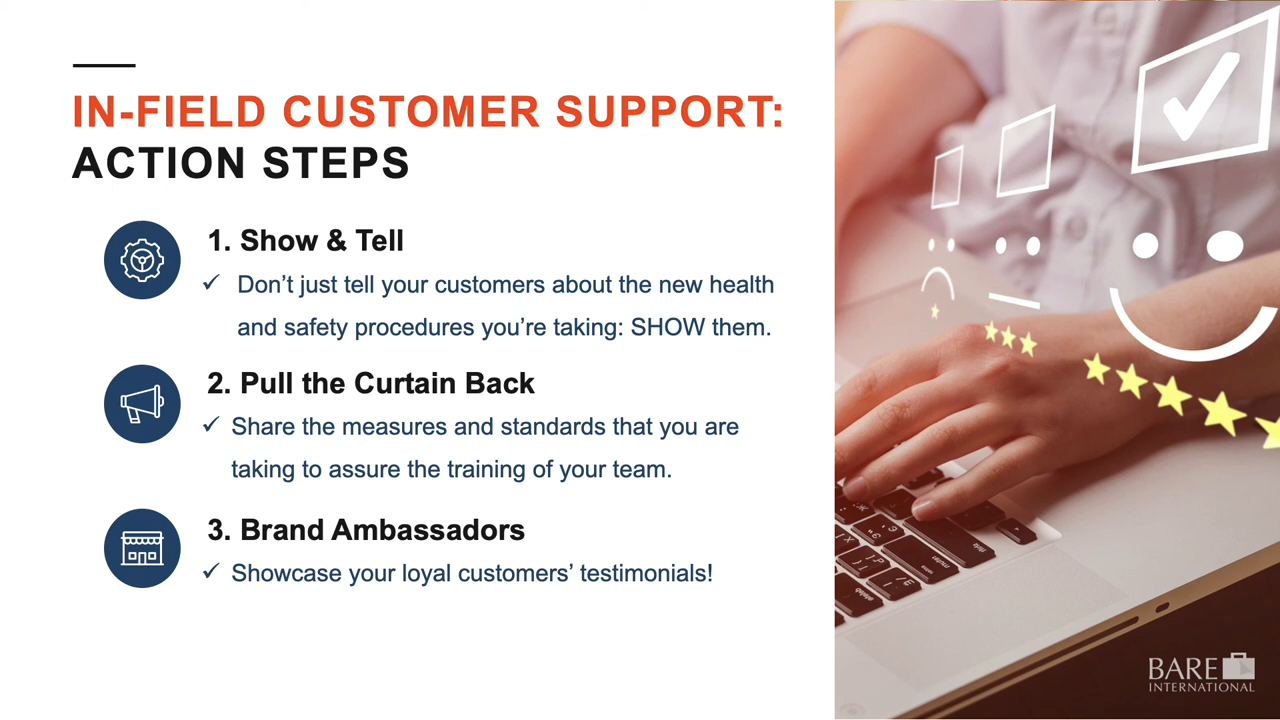 IN-FIELD CUSTOMER SUPPORT:
ACTION STEPS
1. Show & Tell
✓ Don’t just tell your customers about the new health
and safety procedures you’re taking: SHOW them.
2. Pull the Curtain Back
✓ Share the measures and standards that you are
taking to assure the training of your team.
3. Brand Ambassadors
✓ Showcase your loyal customers’ testimonials!
BARE
INTERNATIONAL